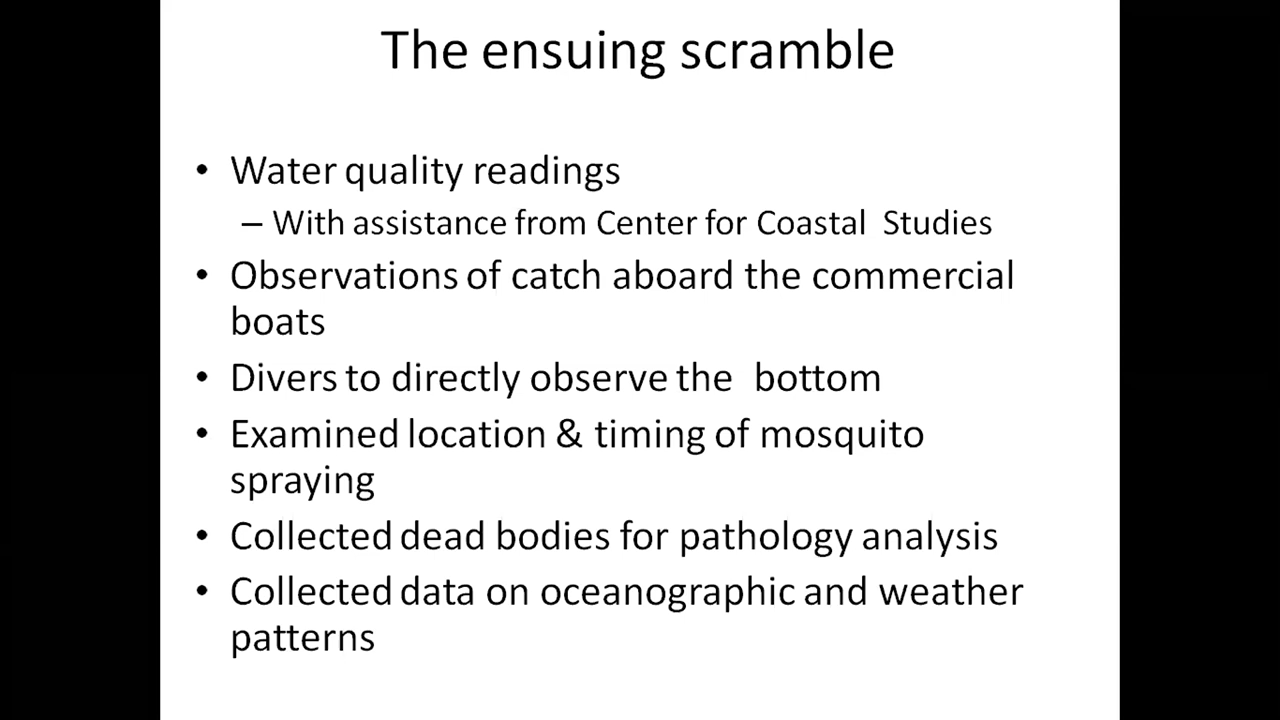 The ensuing scramble
• Water quality readings
– With assistance from Center for Coastal Studies
• Observations of catch aboard the commercial
boats
• Divers to directly observe the bottom
• Examined location & timing of mosquito
spraying
• Collected dead bodies for pathology analysis
• Collected data on oceanographic and weather
patterns